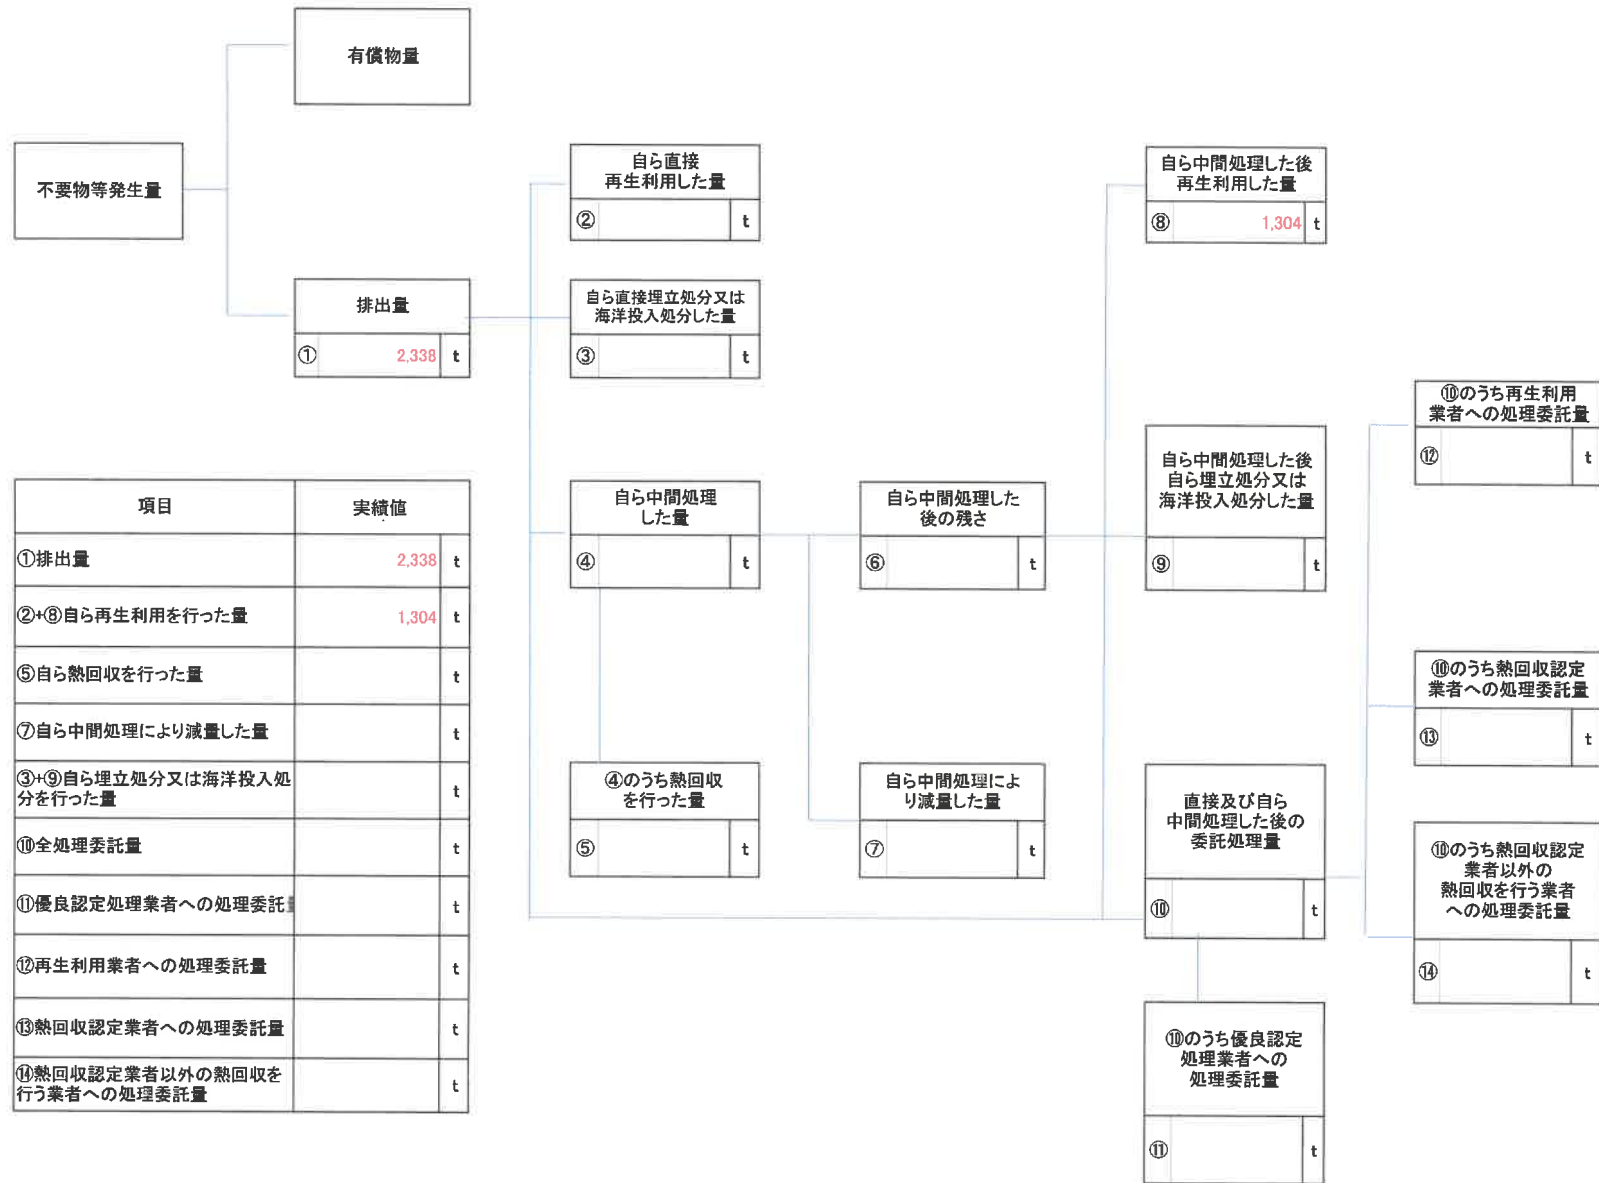 有償物量
不要物等発生量
排出量
① 2,338 t
自ら直接
再生利用した量
② t
自ら直接埋立処分又は
海洋投入処分した量
③ t
自ら中間処理
した量
④ t
④のうち熱回収
を行った量
⑤ t
自ら中間処理した
後の残さ
⑥ t
自ら中間処理によ
り減量した量
⑦ t
自ら中間処理した後
再生利用した量
⑧ 1,304 t
自ら中間処理した後
自ら埋立処分又は
海洋投入処分した量
⑨ t
直接及び自ら
中間処理した後の
委託処理量
⑩ t
⑩のうち優良認定
処理業者への
処理委託量
⑪ t
⑩のうち再生利用
業者への処理委託量
⑫ t
⑩のうち熱回収認定
業者への処理委託量
⑬ t
⑩のうち熱回収認定
業者以外の
熱回収を行う業者
への処理委託量
⑭ t
項目 実績値
①排出量 2,338 t
②+⑧自ら再生利用を行った量 1,304 t
⑤自ら熱回収を行った量 t
⑦自ら中間処理により減量した量 t
③+⑨自ら埋立処分又は海洋投入処
分を行った量 t
⑩全処理委託量 t
⑪優良認定処理業者への処理委託 t
⑫再生利用業者への処理委託量 t
⑬熱回収認定業者への処理委託量 t
⑭熱回収認定業者以外の熱回収を
行う業者への処理委託量 t